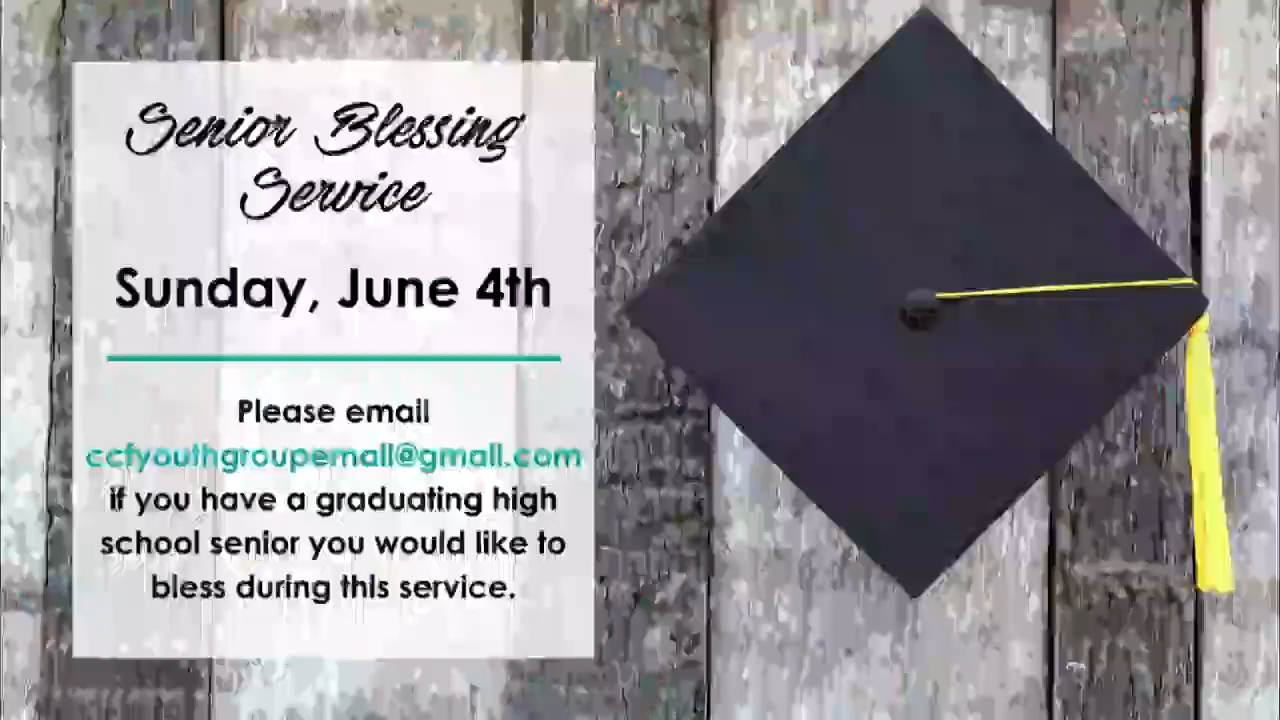 Senior Blessing
Service
Sunday, June 4th
Please email
ccfyouthgroupemail@gmail.com
if you have a graduating high
school senior you would like to
bless during this service.